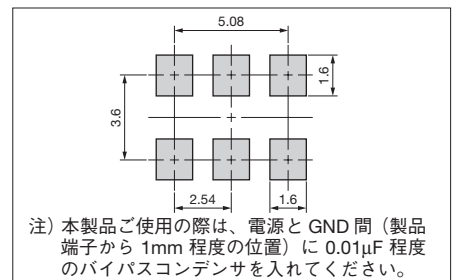 5.08
1.6
3.6
2.54
1.6
注）本製品ご使用の際は、電源と GND 間（製品
端子から 1mm 程度の位置）に 0.01μF 程度
のバイパスコンデンサを入れてください。